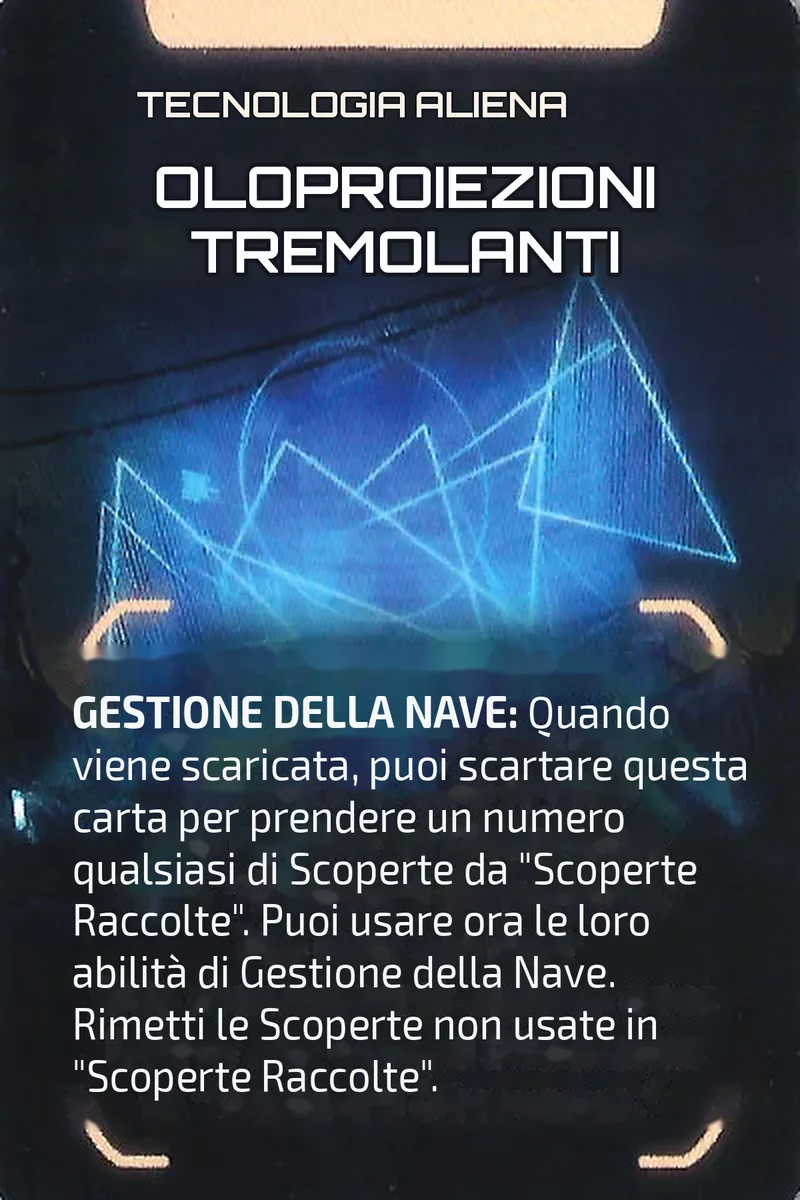 TECNOLOGIA ALIENA
OLOPROIEZIONI
TREMOLANTI
GESTIONE DELLA NAVE: Quando
viene scaricata, puoi scartare questa
carta per prendere un numero
qualsiasi di Scoperte da "Scoperte
Raccolte". Puoi usare ora le loro
abilità di Gestione della Nave.
Rimetti le Scoperte non usate in
"Scoperte Raccolte".